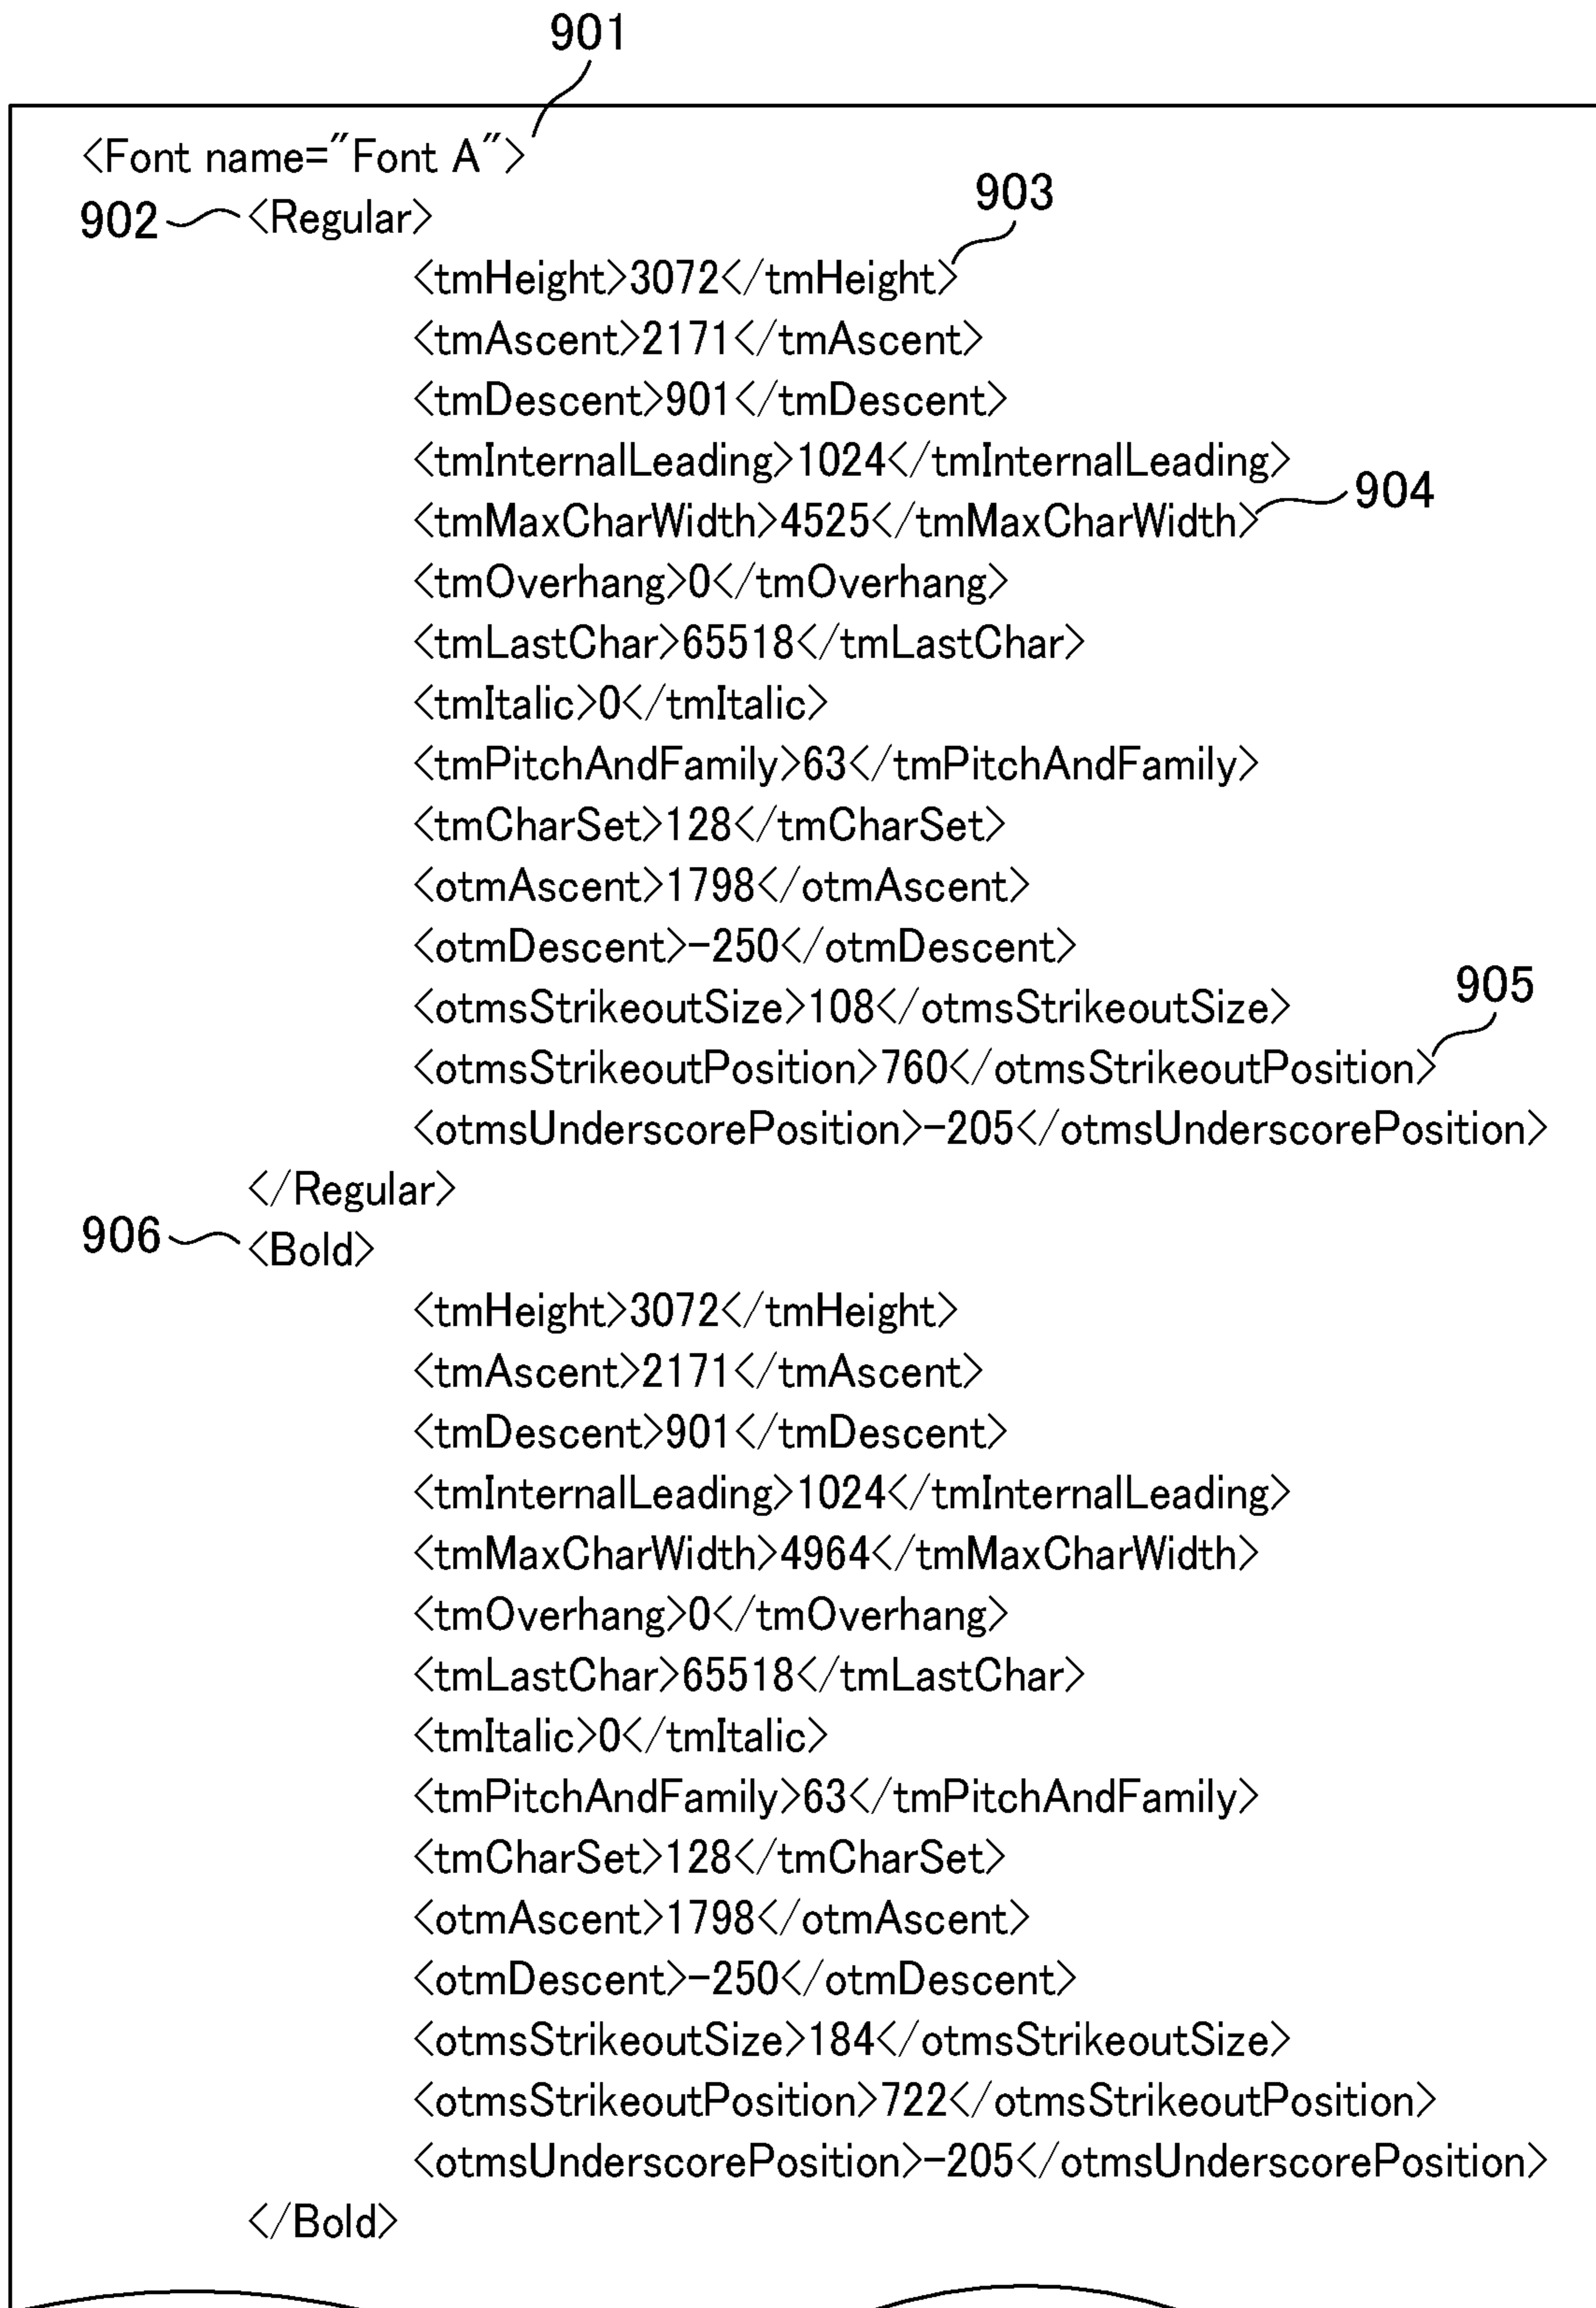 901
<Font name="Font A">
902 <Regular>
903
<tmHeight>3072</tmHeight>
<tmAscent>2171</tmAscent>
<tmDescent>901</tmDescent>
<tmInternalLeading>1024</tmInternalLeading>
<tmMaxCharWidth>4525</tmMaxCharWidth> 904
<tmOverhang>0</tmOverhang>
<tmLastChar>65518</tmLastChar>
<tmItalic>0</tmItalic>
<tmPitchAndFamily>63</tmPitchAndFamily>
<tmCharSet>128</tmCharSet>
<otmAscent>1798</otmAscent>
<otmDescent>-250</otmDescent>
<otmsStrikeoutSize>108</otmsStrikeoutSize>
905
<otmsStrikeoutPosition>760</otmsStrikeoutPosition>
<otmsUnderscorePosition>-205</otmsUnderscorePosition>
</Regular>
906 <Bold>
<tmHeight>3072</tmHeight>
<tmAscent>2171</tmAscent>
<tmDescent>901</tmDescent>
<tmInternalLeading>1024</tmInternalLeading>
<tmMaxCharWidth>4964</tmMaxCharWidth>
<tmOverhang>0</tmOverhang>
<tmLastChar>65518</tmLastChar>
<tmItalic>0</tmItalic>
<tmPitchAndFamily>63</tmPitchAndFamily>
<tmCharSet>128</tmCharSet>
<otmAscent>1798</otmAscent>
<otmDescent>-250</otmDescent>
<otmsStrikeoutSize>184</otmsStrikeoutSize>
<otmsStrikeoutPosition>722</otmsStrikeoutPosition>
<otmsUnderscorePosition>-205</otmsUnderscorePosition>
</Bold>